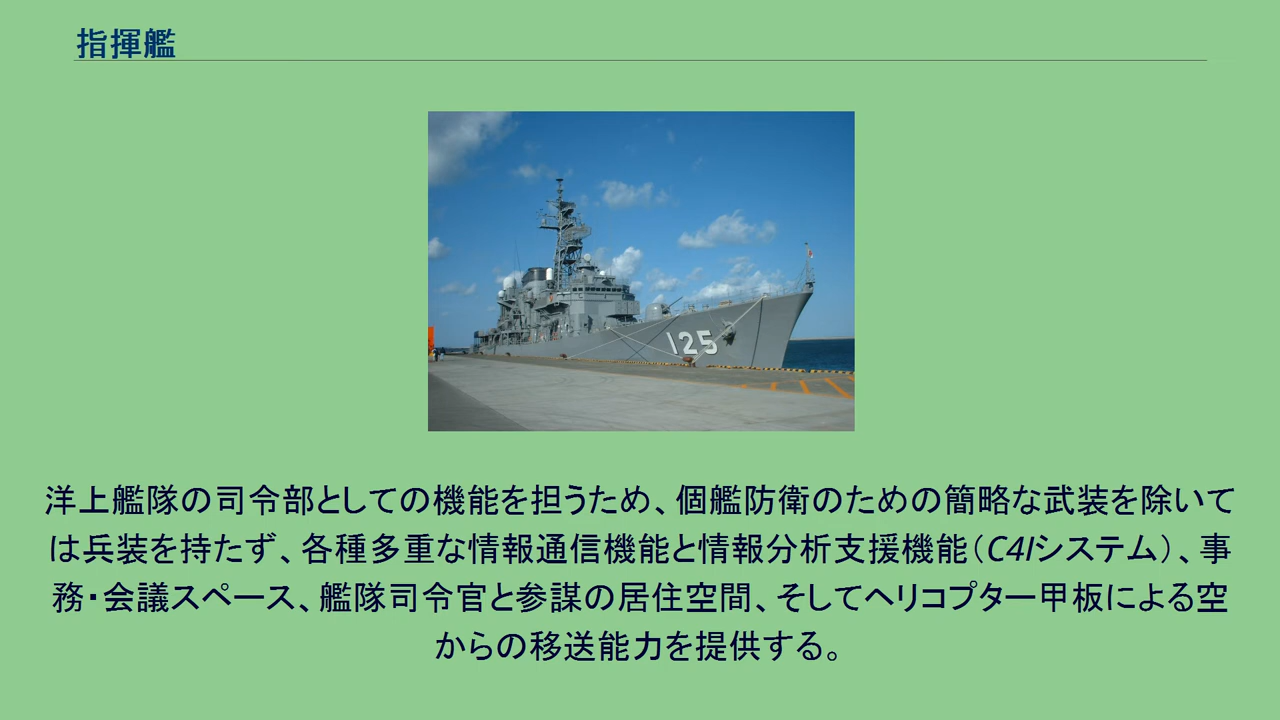 指揮艦
125
洋上艦隊の司令部としての機能を担うため、個艦防衛のための簡略な武装を除いて
は兵装を持たず、各種多重な情報通信機能と情報分析支援機能（C4Iシステム）、事
務・会議スペース、艦隊司令官と参謀の居住空間、そしてヘリコプター甲板による空
からの移送能力を提供する。